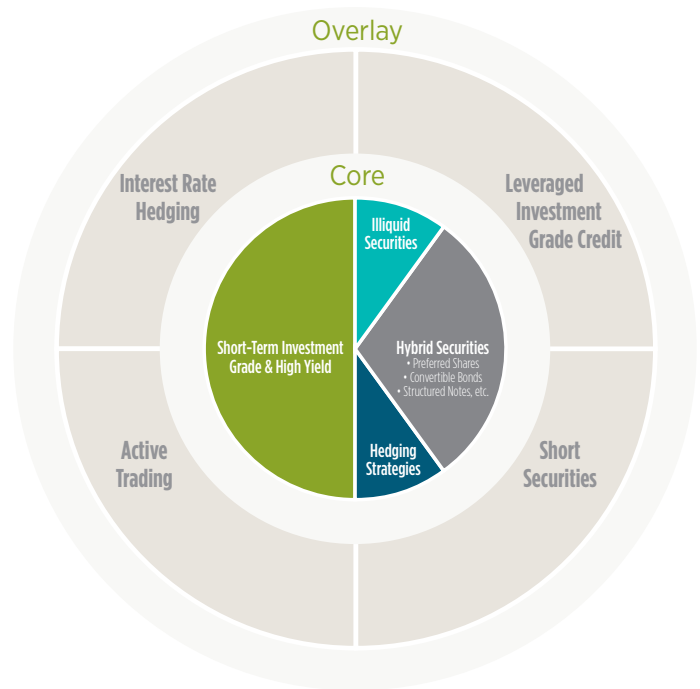 Overlay
Interest Rate
Hedging
Leveraged
Investment
Grade Credit
Core
Illiquid
Securities
Short-Term Investment
Grade & High Yield
Hybrid Securities
• Preferred Shares
• Convertible Bonds
• Structured Notes, etc.
Hedging
Strategies
Active
Trading
Short
Securities